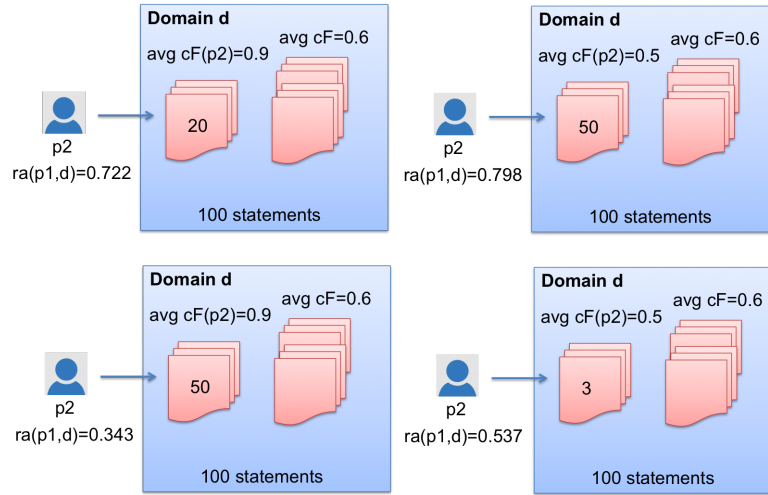 Domain d
avg cF=0.6
avg cF(p2)=0.9
20
p2
ra(p1,d)=0.722
100 statements
Domain d
avg cF=0.6
avg cF(p2)=0.5
50
p2
ra(p1,d)=0.798
100 statements
Domain d
avg cF=0.6
avg cF(p2)=0.9
50
p2
ra(p1,d)=0.343
100 statements
Domain d
avg cF=0.6
avg cF(p2)=0.5
3
p2
ra(p1,d)=0.537
100 statements